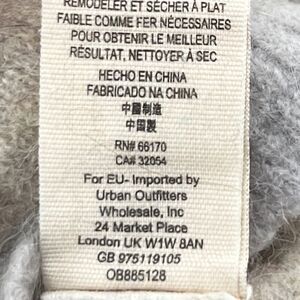 REMODELER ET SÉCHER À PLAT
FAIBLE COMME FER NÉCESSAIRES
POUR OBTENIR LE MEILLEUR
RÉSULTAT, NETTOYER À SEC
HECHO EN CHINA
FABRICADO NA CHINA
中國制造
中国製
RN# 66170
CA# 32054
For EU- Imported by
Urban Outfitters
Wholesale, Inc
24 Market Place
London UK W1W 8AN
GB 975119105
OB885128